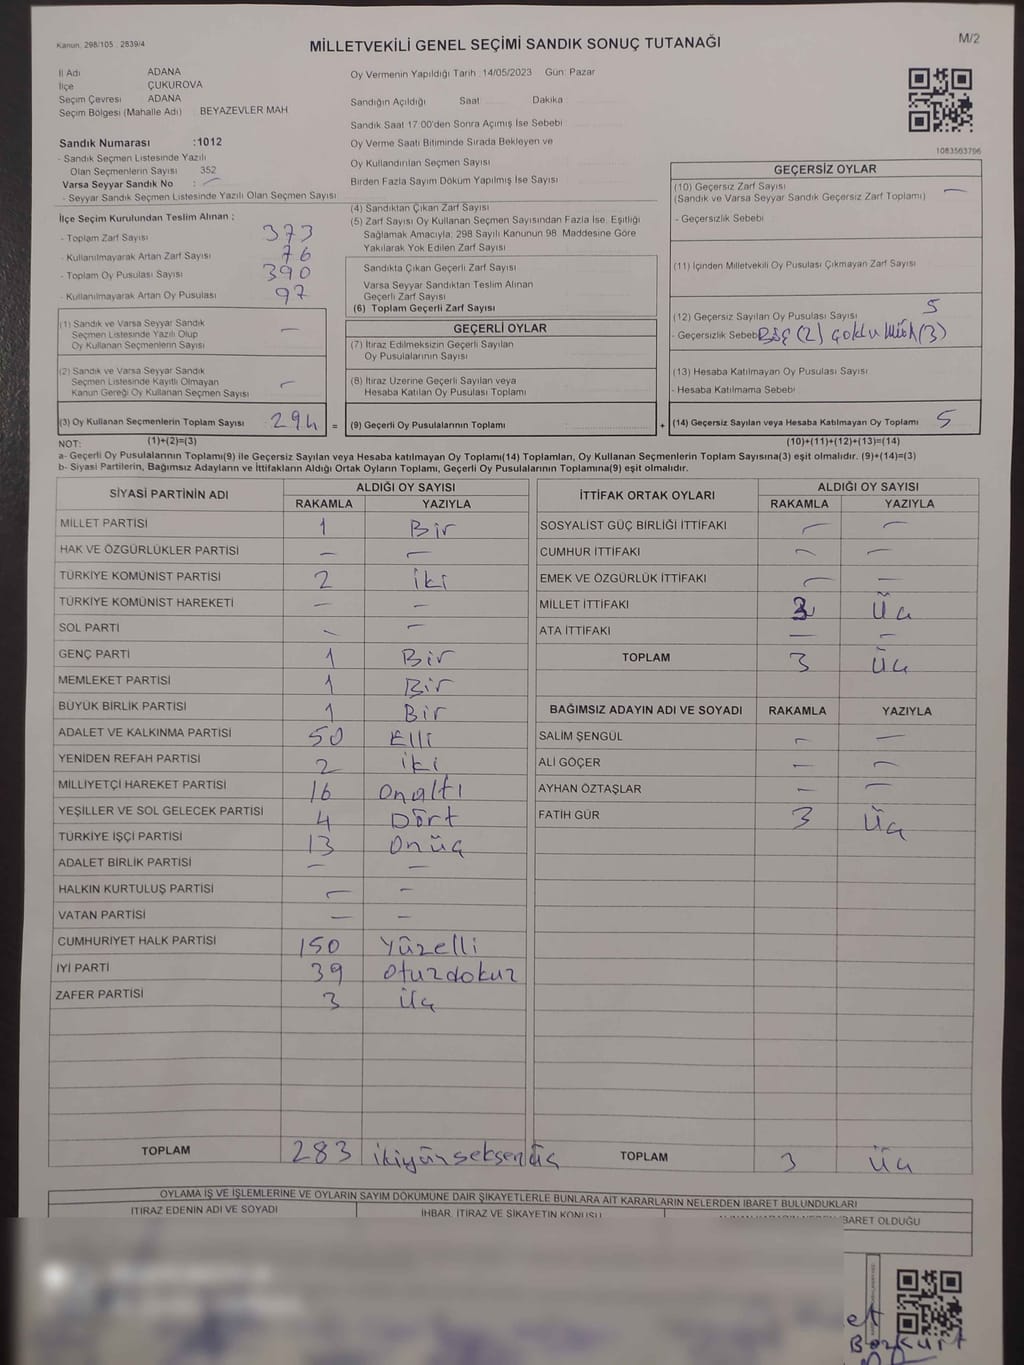 Kanun: 298/105 2839/4
MİLLETVEKİLİ GENEL SEÇİMİ SANDIK SONUÇ TUTANAĞI
M/2
İl Adı ADANA
İlçe ÇUKUROVA
Seçim Çevresi ADANA
Seçim Bölgesi (Mahalle Adı) BEYAZEVLER MAH
Sandık Numarası :1012
- Sandık Seçmen Listesinde Yazılı
Olan Seçmenlerin Sayısı 352
Varsa Seyyar Sandık No : —
- Seyyar Sandık Seçmen Listesinde Yazılı Olan Seçmen Sayısı
İlçe Seçim Kurulundan Teslim Alınan :
- Toplam Zarf Sayısı 373
- Kullanılmayarak Artan Zarf Sayısı 76
- Toplam Oy Pusulası Sayısı 390
- Kullanılmayarak Artan Oy Pusulası 97
(1) Sandık ve Varsa Seyyar Sandık
Seçmen Listesinde Yazılı Olup
Oy Kullanan Seçmenlerin Sayısı —
(2) Sandık ve Varsa Seyyar Sandık
Seçmen Listesinde Kayıtlı Olmayan
Kanun Gereği Oy Kullanan Seçmen Sayısı —
(3) Oy Kullanan Seçmenlerin Toplam Sayısı 294 =
Oy Vermenin Yapıldığı Tarih :14/05/2023 Gün: Pazar
Sandığın Açıldığı Saat Dakika
Sandık Saat 17:00'den Sonra Açımış İse Sebebi
Oy Verme Saati Bitiminde Sırada Bekleyen ve
Oy Kullandırılan Seçmen Sayısı
Birden Fazla Sayım Döküm Yapılmış İse Sayısı
(4) Sandıktan Çıkan Zarf Sayısı
(5) Zarf Sayısı Oy Kullanan Seçmen Sayısından Fazla İse, Eşitliği
Sağlamak Amacıyla, 298 Sayılı Kanunun 98. Maddesine Göre
Yakılarak Yok Edilen Zarf Sayısı
Sandıkta Çıkan Geçerli Zarf Sayısı
Varsa Seyyar Sandıktan Teslim Alınan
Geçerli Zarf Sayısı
(6) Toplam Geçerli Zarf Sayısı
GEÇERLİ OYLAR
(7) İtiraz Edilmeksizin Geçerli Sayılan
Oy Pusulalarının Sayısı
(8) İtiraz Üzerine Geçerli Sayılan veya
Hesaba Katılan Oy Pusulası Toplamı
(9) Geçerli Oy Pusulalarının Toplamı +
1083563796
GEÇERSİZ OYLAR
(10) Geçersiz Zarf Sayısı —
(Sandık ve Varsa Seyyar Sandık Geçersiz Zarf Toplamı)
- Geçersizlik Sebebi
(11) İçinden Milletvekili Oy Pusulası Çıkmayan Zarf Sayısı
(12) Geçersiz Sayılan Oy Pusulası Sayısı 5
- Geçersizlik Sebebi Boş (2) Çoklu Müh (3)
(13) Hesaba Katılmayan Oy Pusulası Sayısı
- Hesaba Katılmama Sebebi
(14) Geçersiz Sayılan veya Hesaba Katılmayan Oy Toplamı 5
NOT: (1)+(2)=(3) (10)+(11)+(12)+(13)=(14)
a- Geçerli Oy Pusulalarının Toplamı(9) ile Geçersiz Sayılan veya Hesaba katılmayan Oy Toplamı(14) Toplamları, Oy Kullanan Seçmenlerin Toplam Sayısına(3) eşit olmalıdır. (9)+(14)=(3)
b- Siyasi Partilerin, Bağımsız Adayların ve İttifakların Aldığı Ortak Oyların Toplamı, Geçerli Oy Pusulalarının Toplamına(9) eşit olmalıdır.
SİYASİ PARTİNİN ADI ALDIĞI OY SAYISI
RAKAMLA YAZIYLA
MİLLET PARTİSİ 1 Bir
HAK VE ÖZGÜRLÜKLER PARTİSİ — —
TÜRKİYE KOMÜNİST PARTİSİ 2 iki
TÜRKİYE KOMÜNİST HAREKETİ — —
SOL PARTİ — —
GENÇ PARTİ 1 Bir
MEMLEKET PARTİSİ 1 Bir
BÜYÜK BİRLİK PARTİSİ 1 Bir
ADALET VE KALKINMA PARTİSİ 50 Elli
YENİDEN REFAH PARTİSİ 2 iki
MİLLİYETÇİ HAREKET PARTİSİ 16 onaltı
YEŞİLLER VE SOL GELECEK PARTİSİ 4 Dört
TÜRKİYE İŞÇİ PARTİSİ 13 Onüç
ADALET BİRLİK PARTİSİ — —
HALKIN KURTULUŞ PARTİSİ — —
VATAN PARTİSİ — —
CUMHURİYET HALK PARTİSİ 150 Yüzelli
İYİ PARTİ 39 Otuzdokuz
ZAFER PARTİSİ 3 üç
TOPLAM 283 ikiyüzseksenüç
İTTİFAK ORTAK OYLARI ALDIĞI OY SAYISI
RAKAMLA YAZIYLA
SOSYALİST GÜÇ BİRLİĞİ İTTİFAKI — —
CUMHUR İTTİFAKI — —
EMEK VE ÖZGÜRLÜK İTTİFAKI — —
MİLLET İTTİFAKI 3 Üç
ATA İTTİFAKI — —
TOPLAM 3 Üç
BAĞIMSIZ ADAYIN ADI VE SOYADI RAKAMLA YAZIYLA
SALİM ŞENGÜL — —
ALİ GÖÇER — —
AYHAN ÖZTAŞLAR — —
FATİH GÜR 3 Üç
TOPLAM 3 Üç
OYLAMA İŞ VE İŞLEMLERİNE VE OYLARIN SAYIM DÖKÜMÜNE DAİR ŞİKAYETLERLE BUNLARA AİT KARARLARIN NELERDEN İBARET BULUNDUKLARI
İTİRAZ EDENİN ADI VE SOYADI
İHBAR, İTİRAZ VE ŞİKAYETİN KONUSU
İBARET OLDUĞU
et
Bozkurt